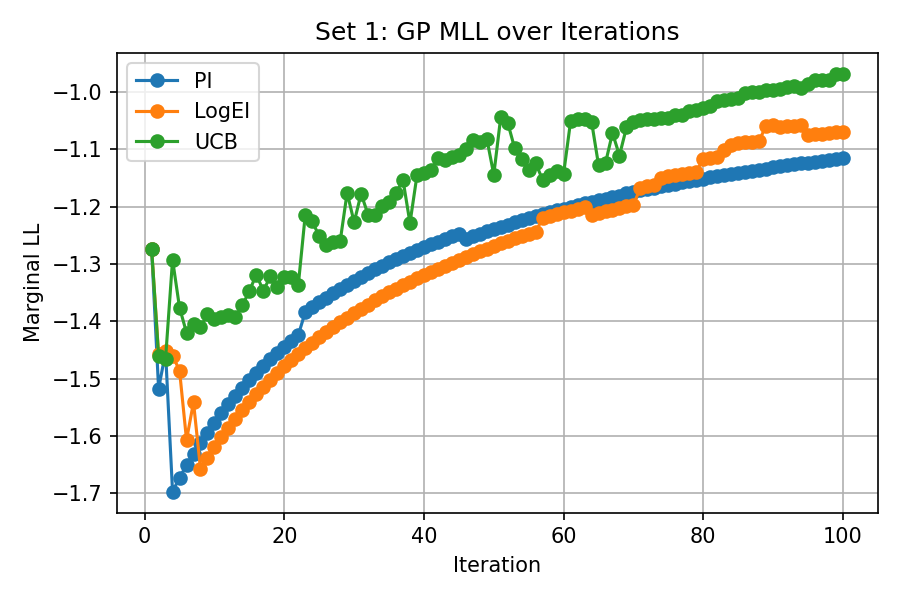 Set 1: GP MLL over Iterations
PI
LogEI
UCB
Marginal LL
−1.0
−1.1
−1.2
−1.3
−1.4
−1.5
−1.6
−1.7
0 20 40 60 80 100
Iteration